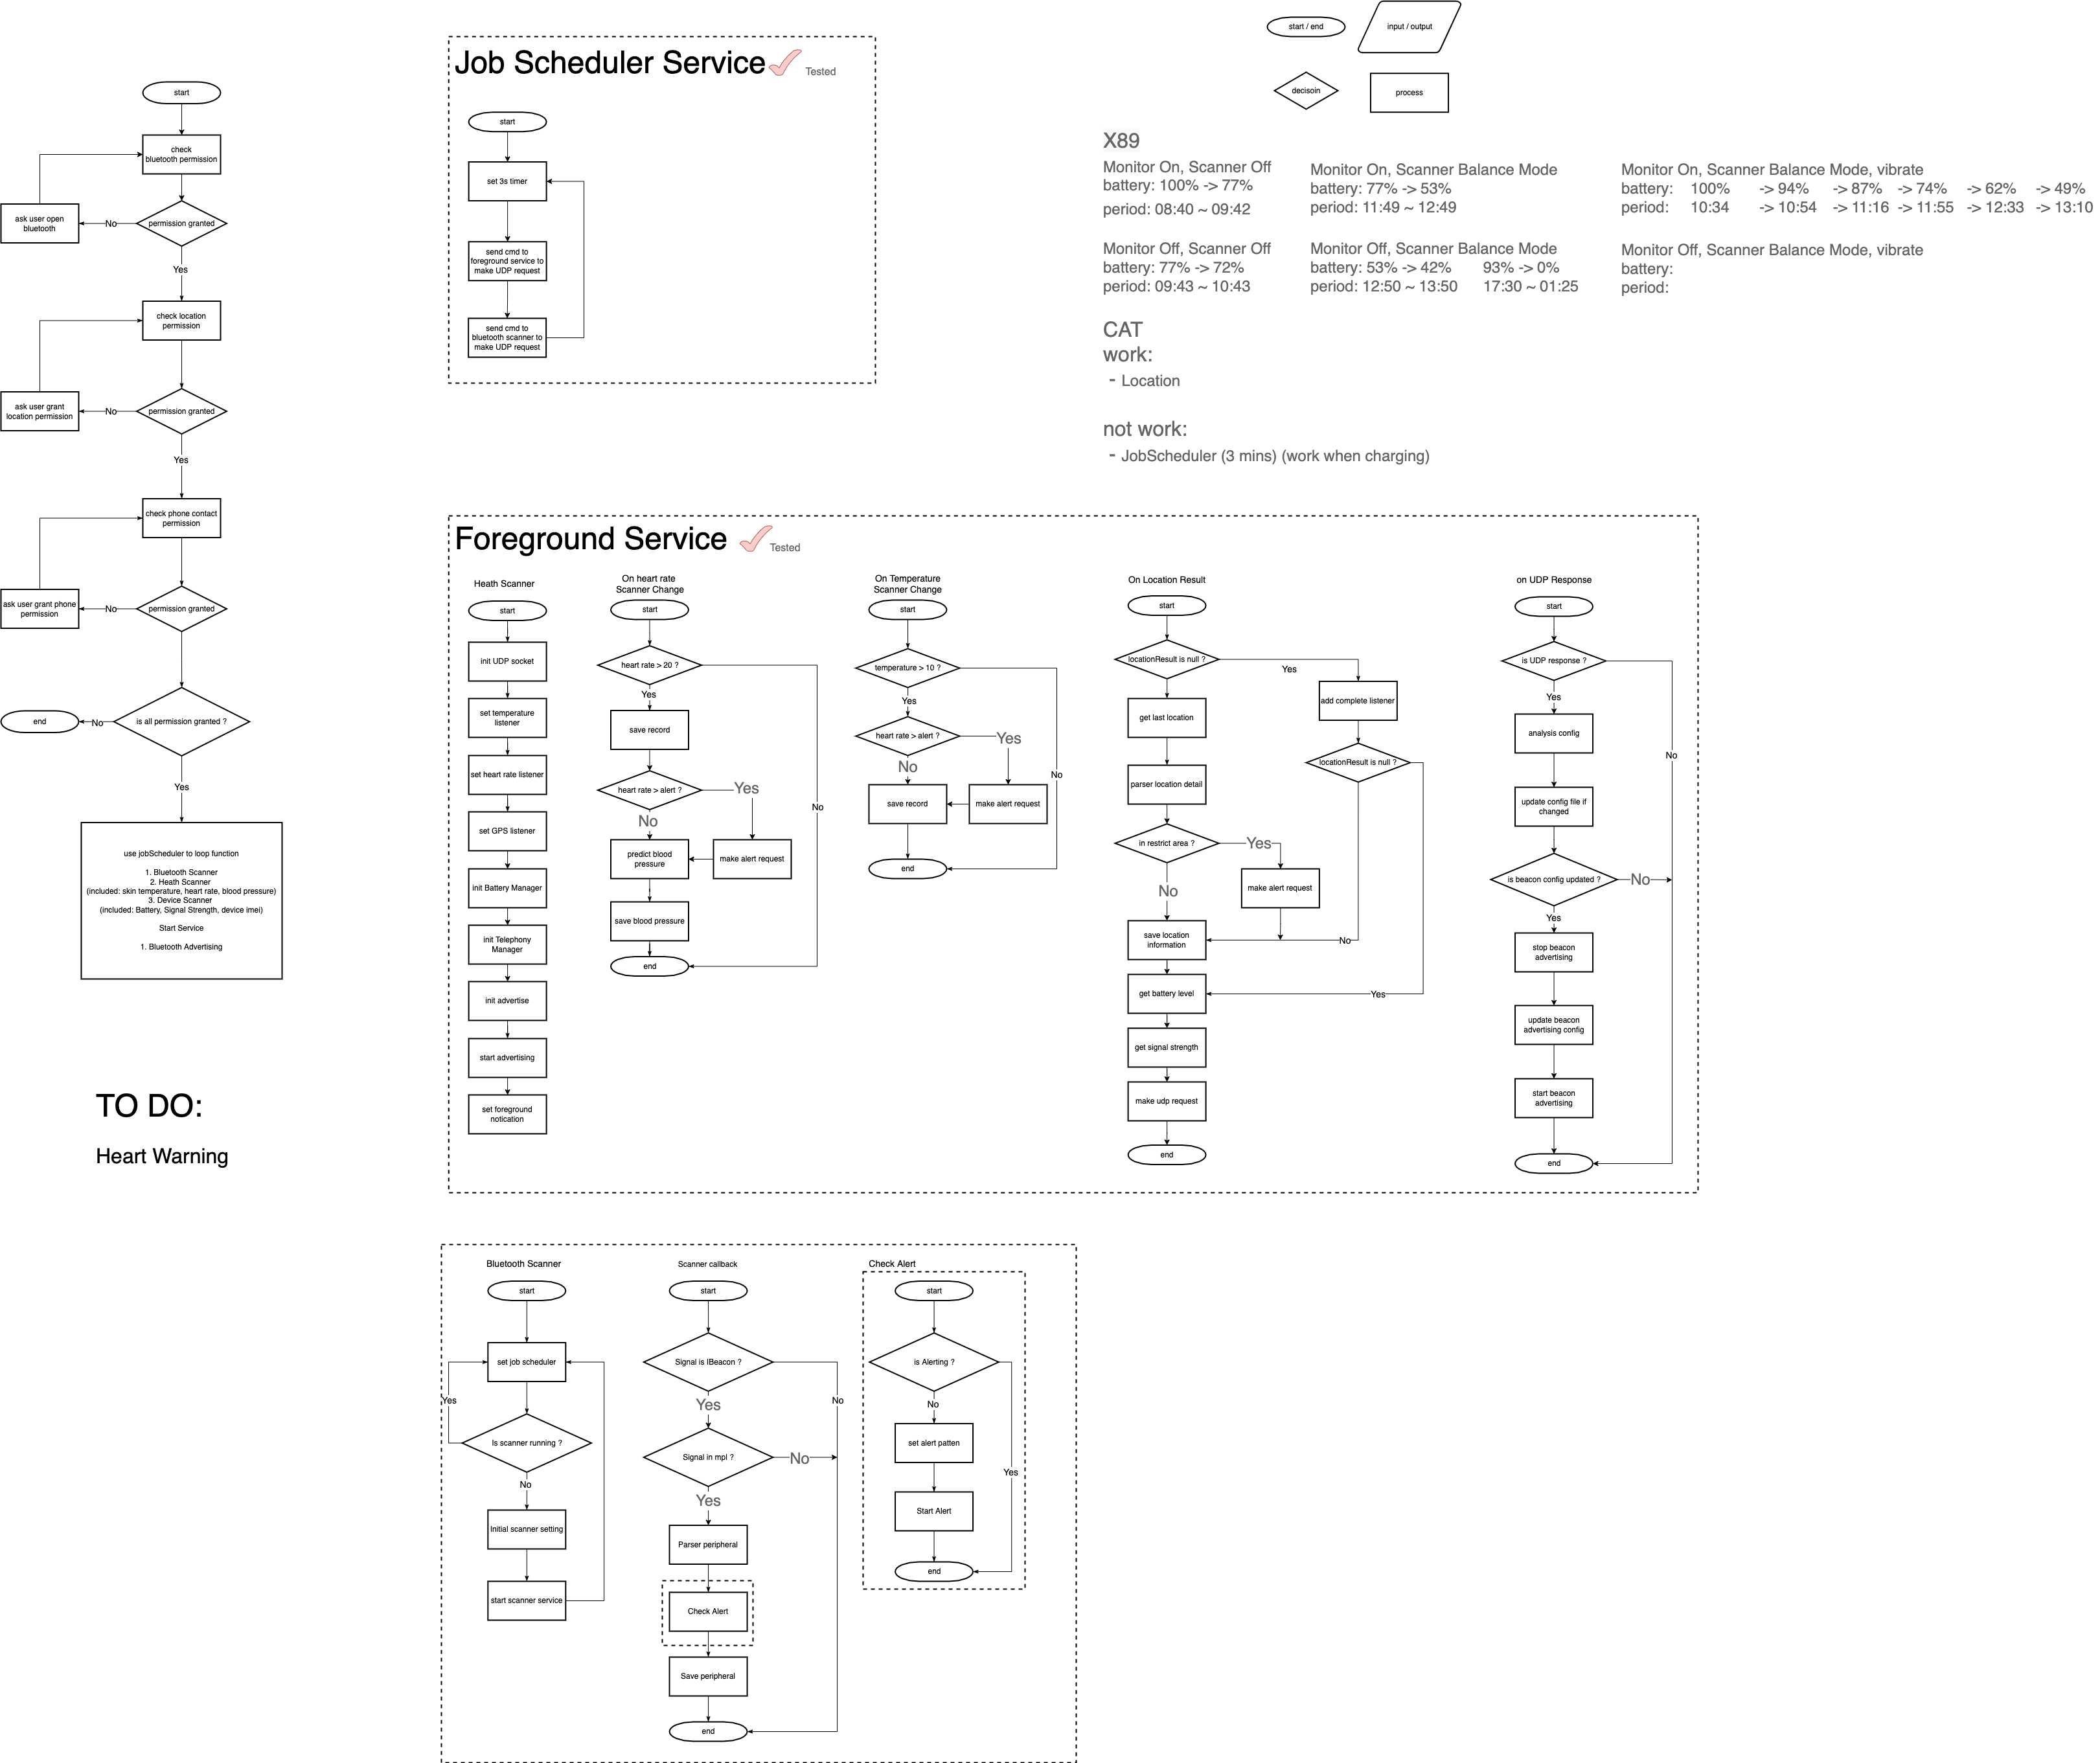 start
check
bluetooth permission
ask user open
bluetooth
No
permission granted
Yes
check location
permission
ask user grant
location permission
No
permission granted
Yes
check phone contact
permission
ask user grant phone
permission
No
permission granted
end
No
is all permission granted ?
Yes
use jobScheduler to loop function
1. Bluetooth Scanner
2. Heath Scanner
(included: skin temperature, heart rate, blood pressure)
3. Device Scanner
(included: Battery, Signal Strength, device imei)
Start Service
1. Bluetooth Advertising
TO DO:
Heart Warning
Job Scheduler Service
Tested
start
set 3s timer
send cmd to
foreground service to
make UDP request
send cmd to
bluetooth scanner to
make UDP request
start / end
input / output
decisoin
process
X89
Monitor On, Scanner Off
battery: 100% -> 77%
period: 08:40 ~ 09:42
Monitor On, Scanner Balance Mode
battery: 77% -> 53%
period: 11:49 ~ 12:49
Monitor On, Scanner Balance Mode, vibrate
battery: 100% -> 94% -> 87% -> 74% -> 62% -> 49%
period: 10:34 -> 10:54 -> 11:16 -> 11:55 -> 12:33 -> 13:10
Monitor Off, Scanner Off
battery: 77% -> 72%
period: 09:43 ~ 10:43
Monitor Off, Scanner Balance Mode
battery: 53% -> 42% 93% -> 0%
period: 12:50 ~ 13:50 17:30 ~ 01:25
Monitor Off, Scanner Balance Mode, vibrate
battery:
period:
CAT
work:
- Location
not work:
- JobScheduler (3 mins) (work when charging)
Foreground Service
Tested
Heath Scanner
start
init UDP socket
set temperature
listener
set heart rate listener
set GPS listener
init Battery Manager
init Telephony
Manager
init advertise
start advertising
set foreground
notication
On heart rate
Scanner Change
start
heart rate > 20 ?
Yes
save record
heart rate > alert ?
Yes
No
No
predict blood
pressure
make alert request
save blood pressure
end
On Temperature
Scanner Change
start
temperature > 10 ?
Yes
heart rate > alert ?
Yes
No
No
save record
make alert request
end
On Location Result
start
locationResult is null ?
Yes
add complete listener
get last location
locationResult is null ?
parser location detail
in restrict area ?
Yes
No
make alert request
save location
information
No
get battery level
Yes
get signal strength
make udp request
end
on UDP Response
start
is UDP response ?
Yes
analysis config
No
update config file if
changed
is beacon config updated ?
No
Yes
stop beacon
advertising
update beacon
advertising config
start beacon
advertising
end
Bluetooth Scanner
start
set job scheduler
Yes
Is scanner running ?
No
Initial scanner setting
start scanner service
Scanner callback
start
Signal is IBeacon ?
Yes
No
Signal in mpl ?
No
Yes
Parser peripheral
Check Alert
Save peripheral
end
Check Alert
start
is Alerting ?
No
set alert patten
Yes
Start Alert
end